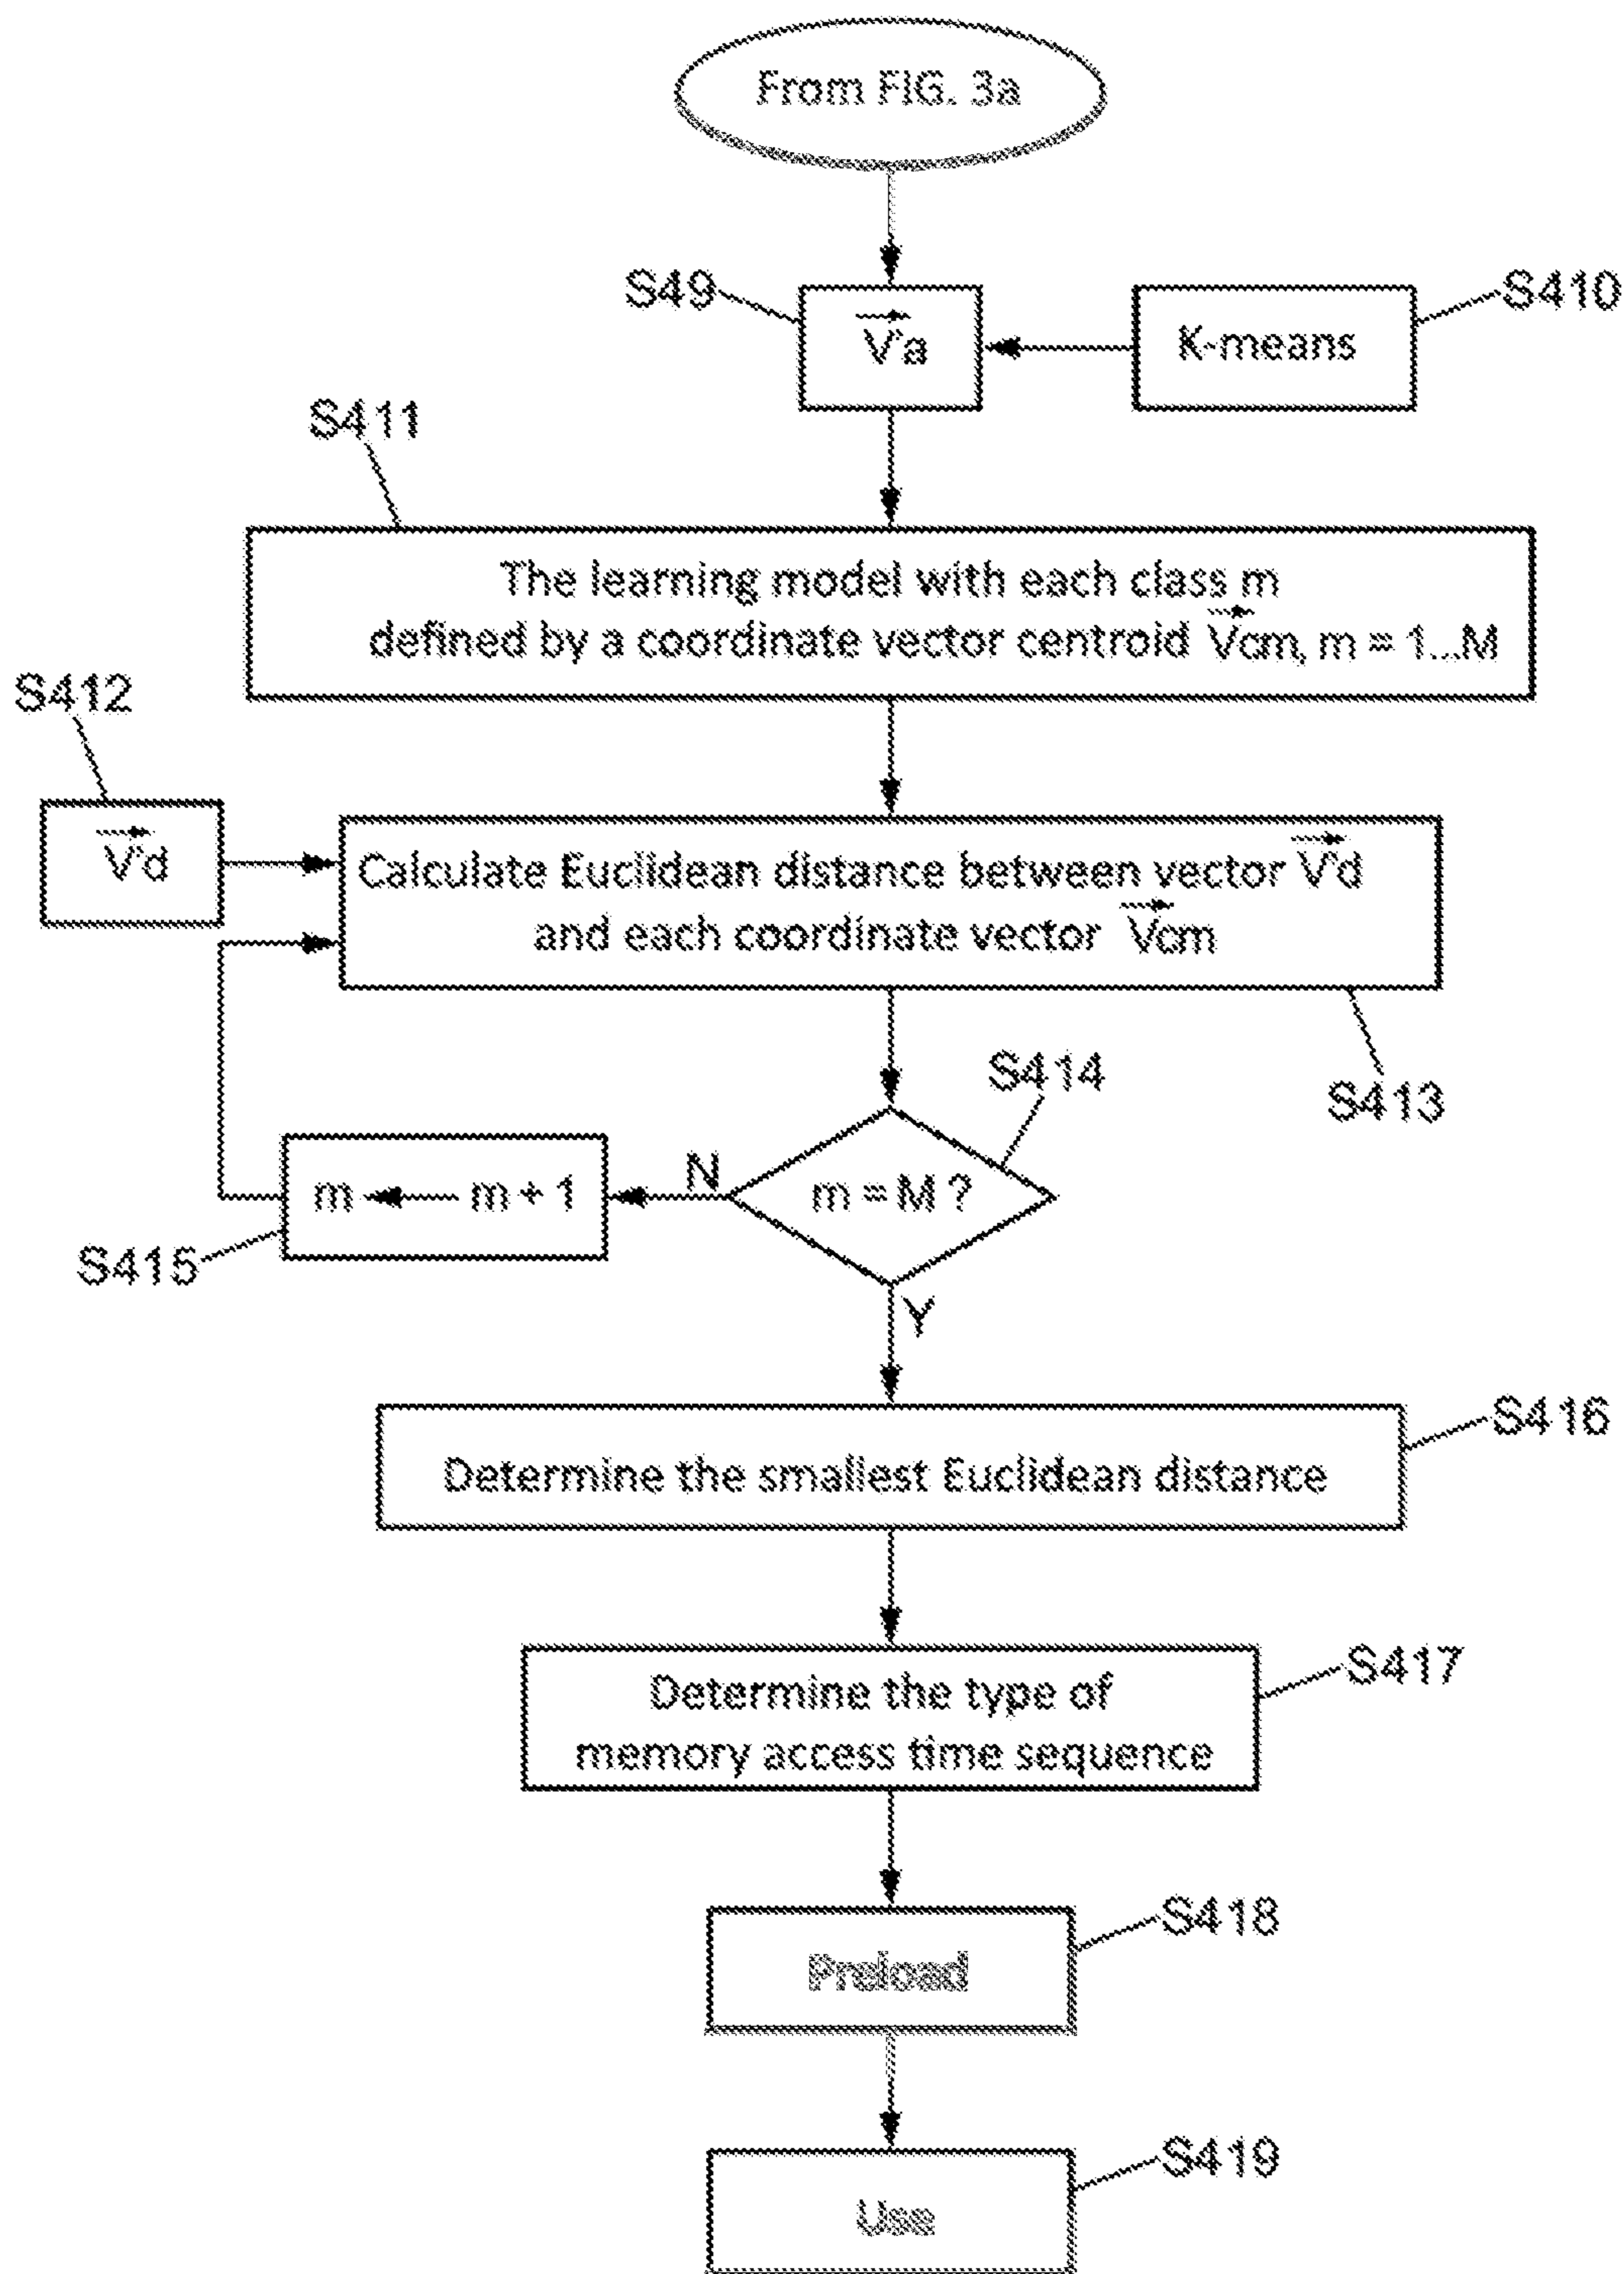 From FIG. 3a
S49
V'a
K-means
S410
S411
The learning model with each class m
defined by a coordinate vector centroid Vcm, m = 1...M
S412
V'd
Calculate Euclidean distance between vector V'd
and each coordinate vector Vcm
S413
S414
m = M ?
N
m ← m + 1
S415
Y
Determine the smallest Euclidean distance
S416
Determine the type of
memory access time sequence
S417
Preload
S418
Use
S419